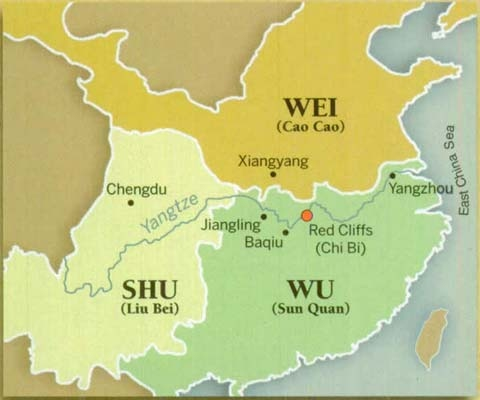 WEI
(Cao Cao)
Xiangyang
Chengdu
Yangzhou
East China Sea
Yangtze
Jiangling
Baqiu
Red Cliffs
(Chi Bi)
SHU
(Liu Bei)
WU
(Sun Quan)